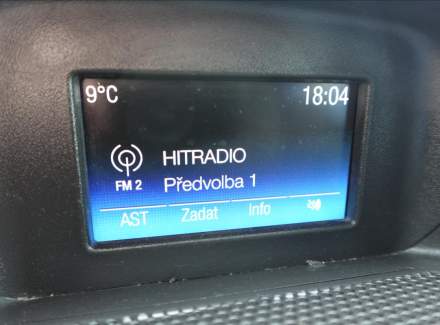 9°C 18:04
HITRADIO
FM 2 Předvolba 1
AST Zadat Info